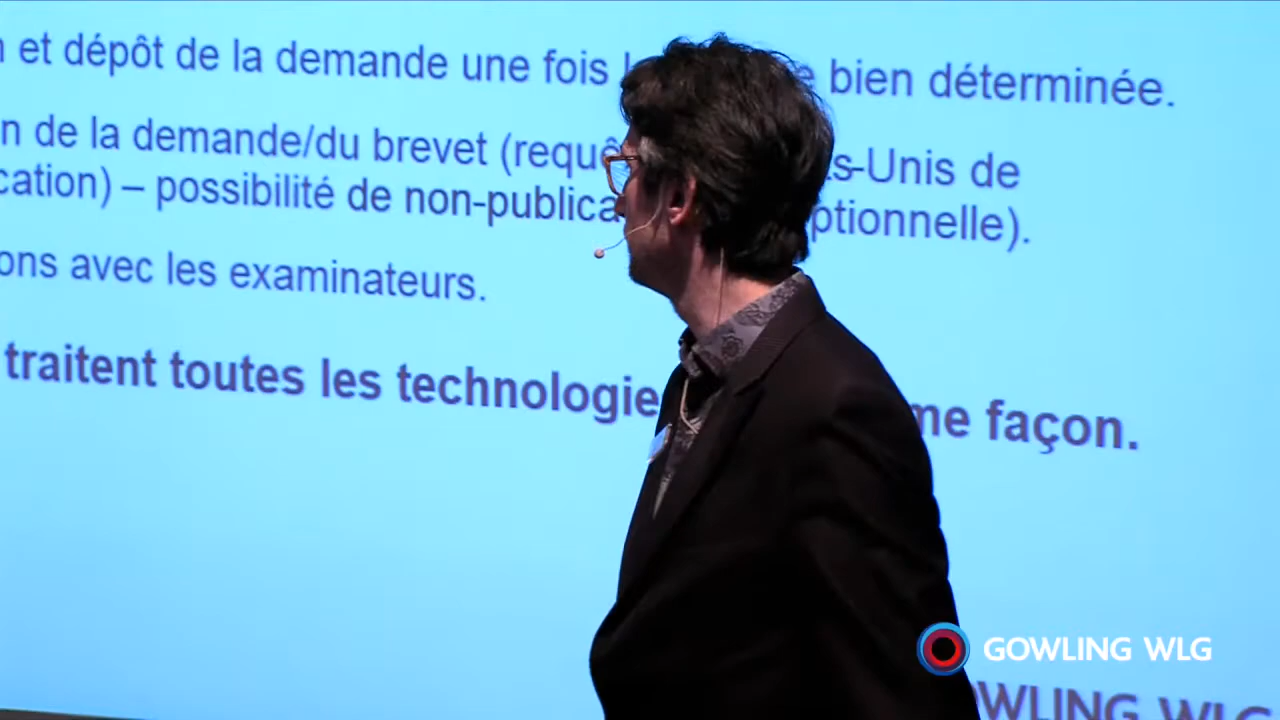 et dépôt de la demande une fois bien déterminée.
de la demande/du brevet (requê s-Unis de
cation) – possibilité de non-publica ptionnelle).
ons avec les examinateurs.
traitent toutes les technologie me façon.
GOWLING WLG
OWLING WLG